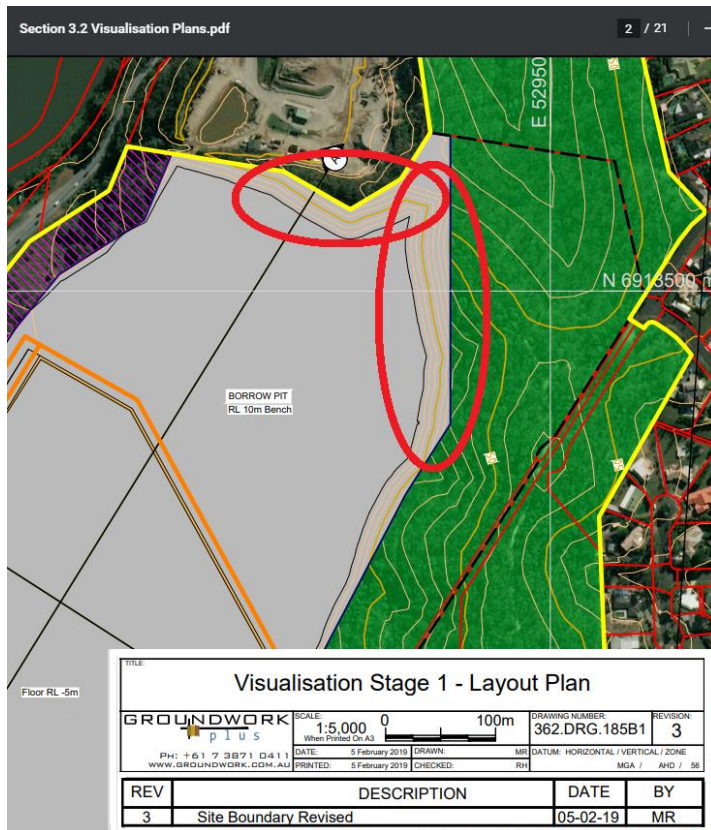 Section 3.2 Visualisation Plans.pdf
2 / 21
E 52950
N 6913500 m
BORROW PIT
RL 10m Bench
Floor RL -5m
TITLE:
Visualisation Stage 1 - Layout Plan
GROUNDWORK
plus
PH: +61 7 3871 0411
WWW.GROUNDWORK.COM.AU
SCALE:
1:5,000
When Printed On A3
0 100m
DRAWING NUMBER:
362.DRG.185B1
REVISION:
3
DATE: 5 February 2019
DRAWN: MR
DATUM: HORIZONTAL / VERTICAL / ZONE
PRINTED: 5 February 2019
CHECKED: RH
MGA / AHD / 56
REV DESCRIPTION DATE BY
3 Site Boundary Revised 05-02-19 MR